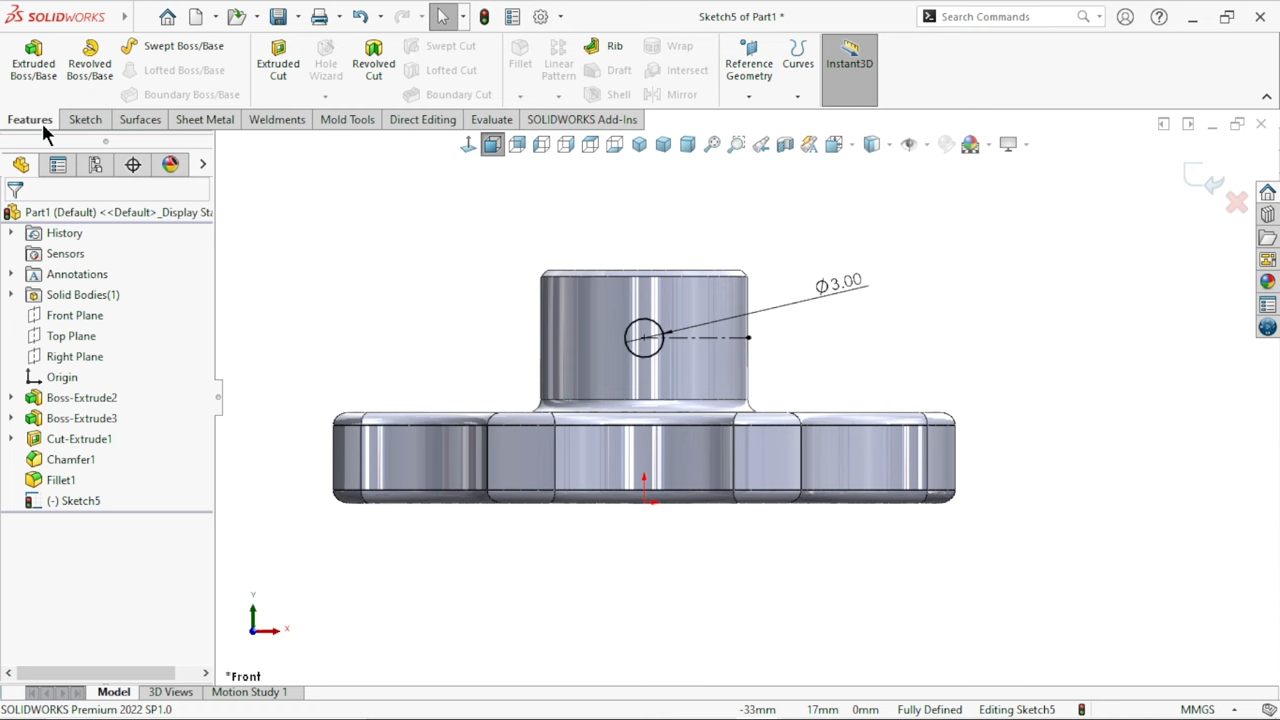 SOLIDWORKS
Sketch5 of Part1 *
Search Commands
Extruded Boss/Base
Revolved Boss/Base
Swept Boss/Base
Lofted Boss/Base
Boundary Boss/Base
Extruded Cut
Hole Wizard
Revolved Cut
Swept Cut
Lofted Cut
Boundary Cut
Fillet
Linear Pattern
Rib
Draft
Shell
Wrap
Intersect
Mirror
Reference Geometry
Curves
Instant3D
Features
Sketch
Surfaces
Sheet Metal
Weldments
Mold Tools
Direct Editing
Evaluate
SOLIDWORKS Add-Ins
Part1 (Default) <<Default>_Display Sta
History
Sensors
Annotations
Solid Bodies(1)
Front Plane
Top Plane
Right Plane
Origin
Boss-Extrude2
Boss-Extrude3
Cut-Extrude1
Chamfer1
Fillet1
(-) Sketch5
Ø3.00
Y
X
*Front
Model
3D Views
Motion Study 1
SOLIDWORKS Premium 2022 SP1.0
-33mm
17mm
0mm
Fully Defined
Editing Sketch5
MMGS